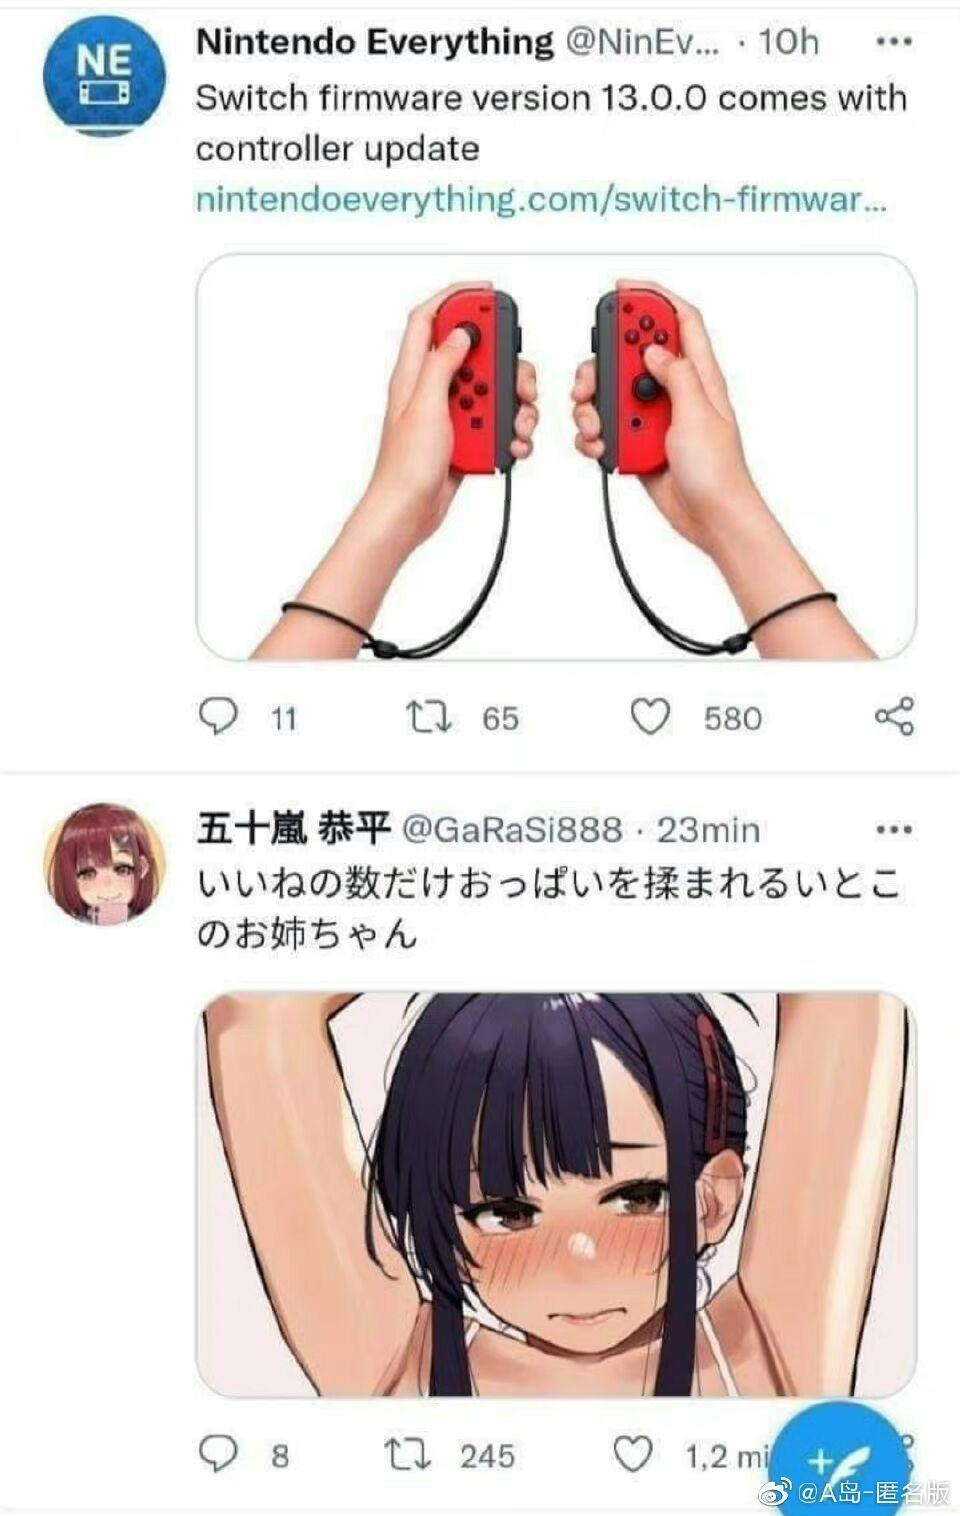 NE
Nintendo Everything @NinEv... · 10h
Switch firmware version 13.0.0 comes with
controller update
nintendoeverything.com/switch-firmwar...
11 65 580
五十嵐 恭平 @GaRaSi888 · 23min
いいねの数だけおっぱいを揉まれるいとこ
のお姉ちゃん
8 245 1,2 mi
@A岛-匿名版